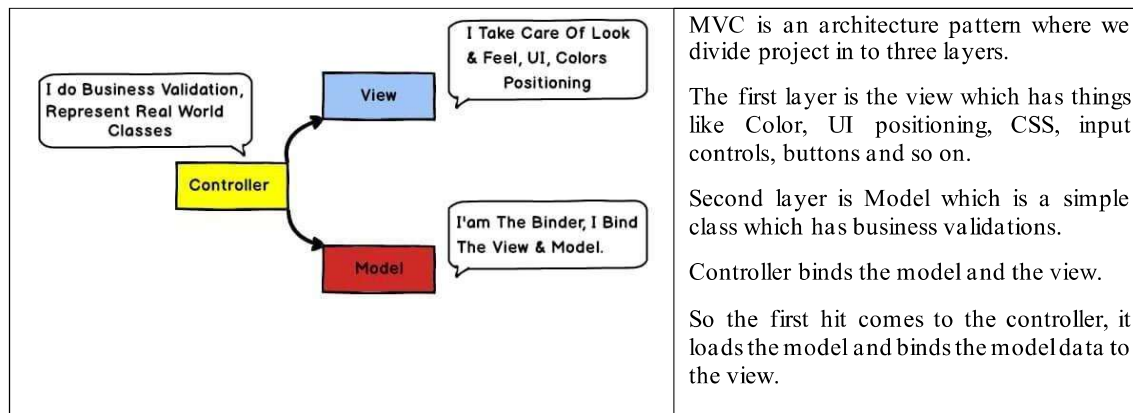 I Take Care Of Look
& Feel, UI, Colors
Positioning
I do Business Validation,
Represent Real World
Classes
View
Controller
I'am The Binder, I Bind
The View & Model.
Model
MVC is an architecture pattern where we
divide project in to three layers.
The first layer is the view which has things
like Color, UI positioning, CSS, input
controls, buttons and so on.
Second layer is Model which is a simple
class which has business validations.
Controller binds the model and the view.
So the first hit comes to the controller, it
loads the model and binds the model data to
the view.